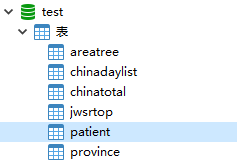 test
表
areatree
chinadaylist
chinatotal
jwsrtop
patient
province